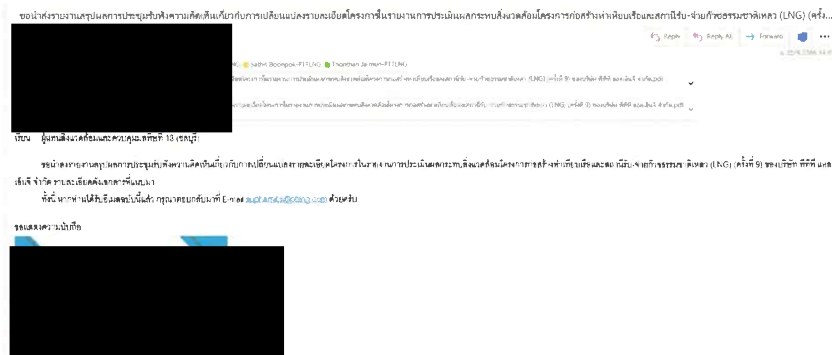 ขอนำส่งรายงานสรุปผลการประชุมรับฟังความคิดเห็นเกี่ยวกับการเปลี่ยนแปลงรายละเอียดโครงการในรายงานการประเมินผลกระทบสิ่งแวดล้อมโครงการก่อสร้างท่าเทียบเรือและสถานีรับ-จ่ายก๊าซธรรมชาติเหลว (LNG) (ครั้ง...
Reply Reply All Forward
เรียน ผู้แทนสิ่งแวดล้อมและควบคุมมลพิษที่ 13 (ชลบุรี)
ขอนำส่งรายงานสรุปผลการประชุมรับฟังความคิดเห็นเกี่ยวกับการเปลี่ยนแปลงรายละเอียดโครงการในรายงานการประเมินผลกระทบสิ่งแวดล้อมโครงการก่อสร้างท่าเทียบเรือและสถานีรับ-จ่ายก๊าซธรรมชาติเหลว (LNG) (ครั้งที่ 9) ของบริษัท พีทีที แอล
เอ็นจี จำกัด รายละเอียดดังเอกสารที่แนบมา
ทั้งนี้ หากท่านได้รับอีเมลฉบับนี้แล้ว กรุณาตอบกลับมาที่ E-mail ด้วยครับ
ขอแสดงความนับถือ